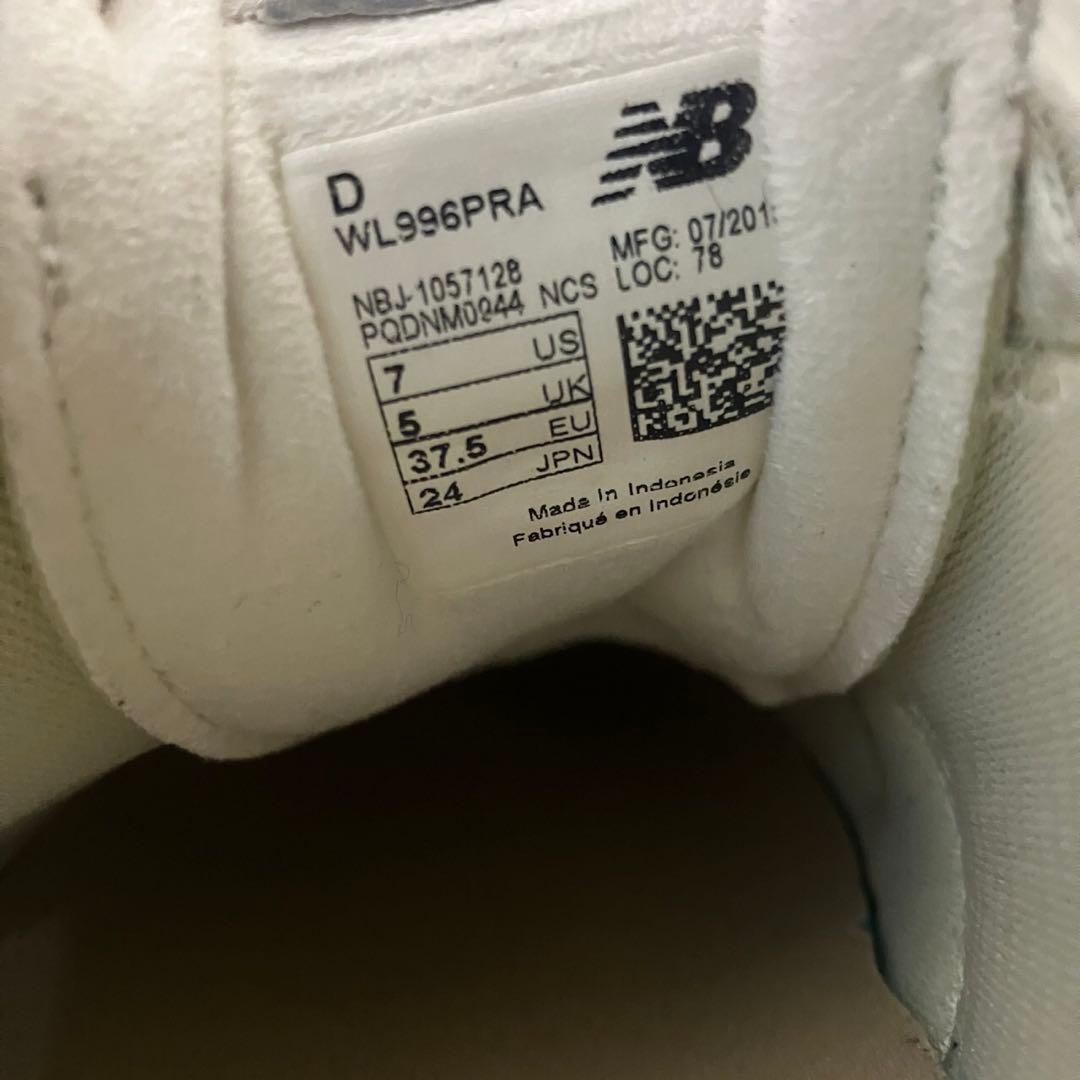 NB
D
WL996PRA
MFG: 07/201
LOC: 78
NBJ-1057128
NCS
7 US
5 UK
37.5 EU
24 JPN
Made in Indonesia
Fabriqué en Indonésie